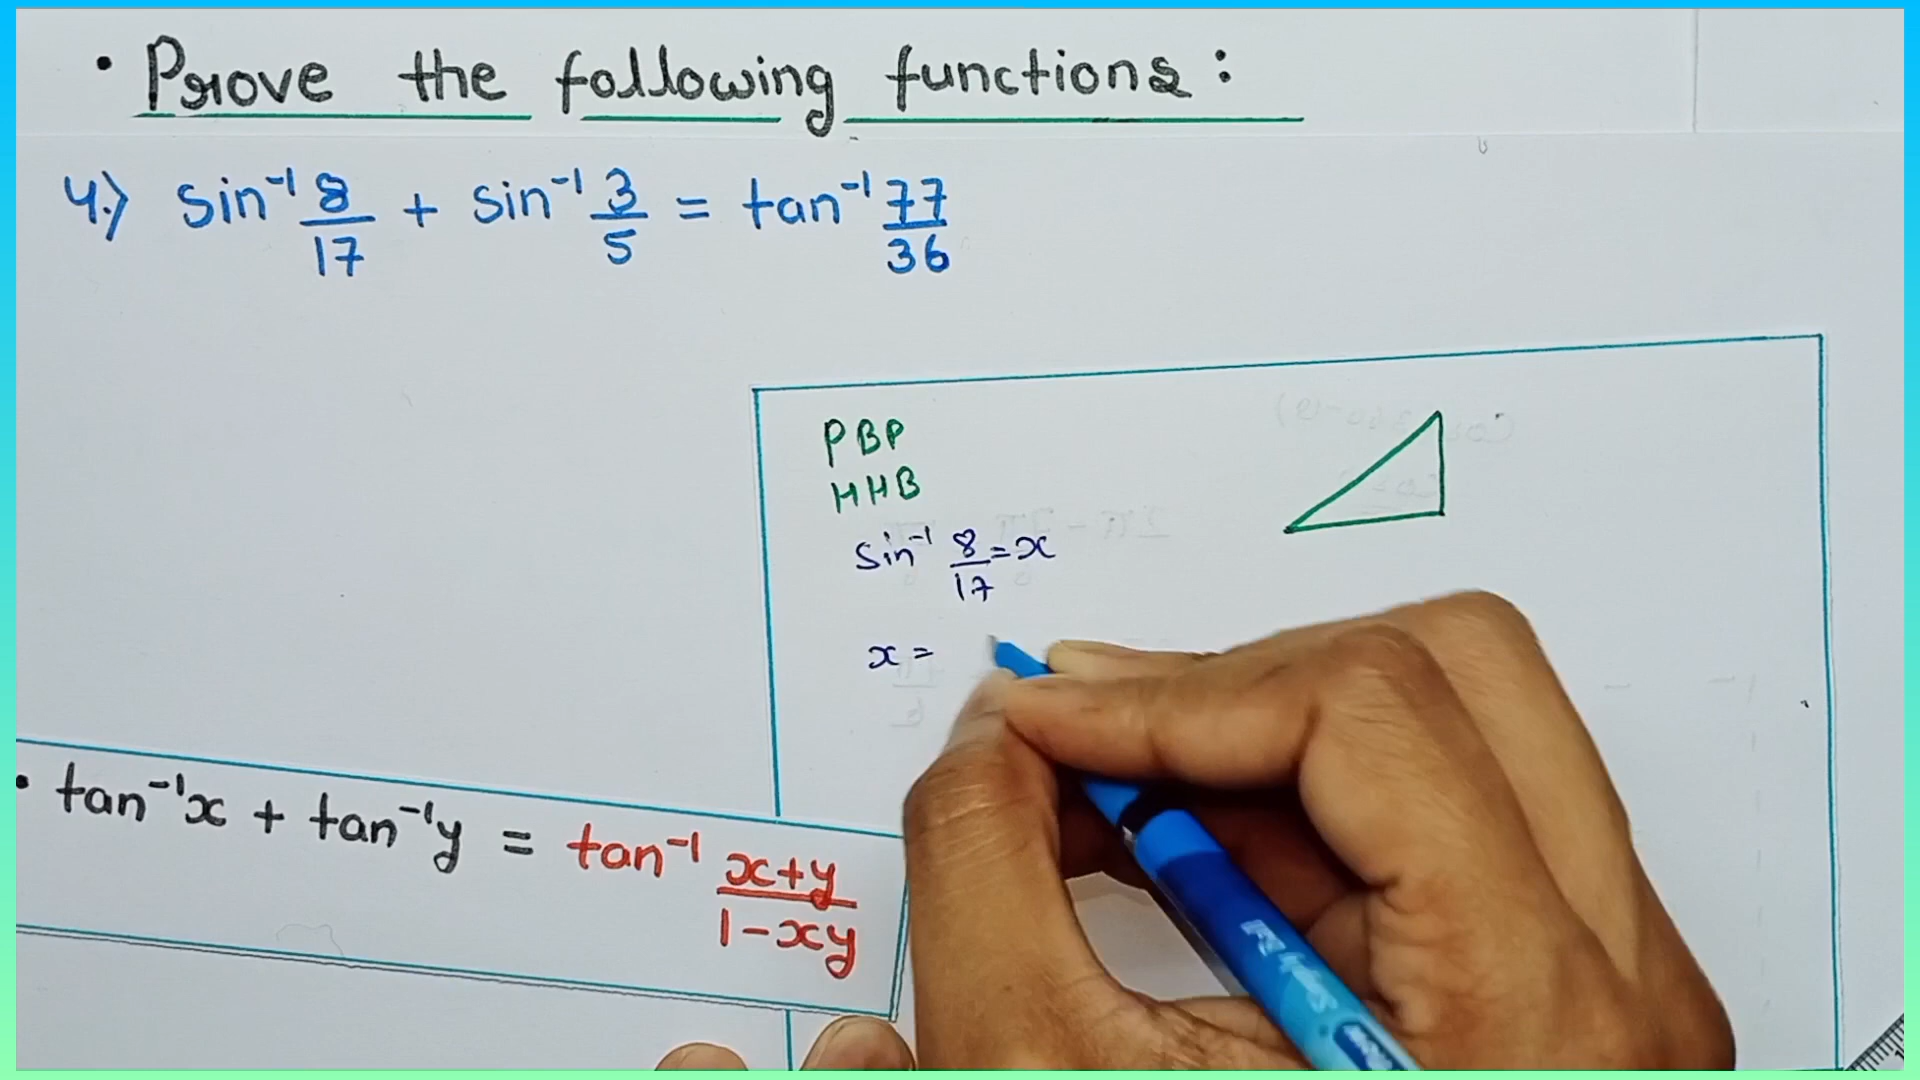 • Prove the following functions:
4.) sin⁻¹ 8/17 + sin⁻¹ 3/5 = tan⁻¹ 77/36
PBP
HHB
sin⁻¹ 8/17 = x
x =
• tan⁻¹x + tan⁻¹y = tan⁻¹ x+y/1-xy